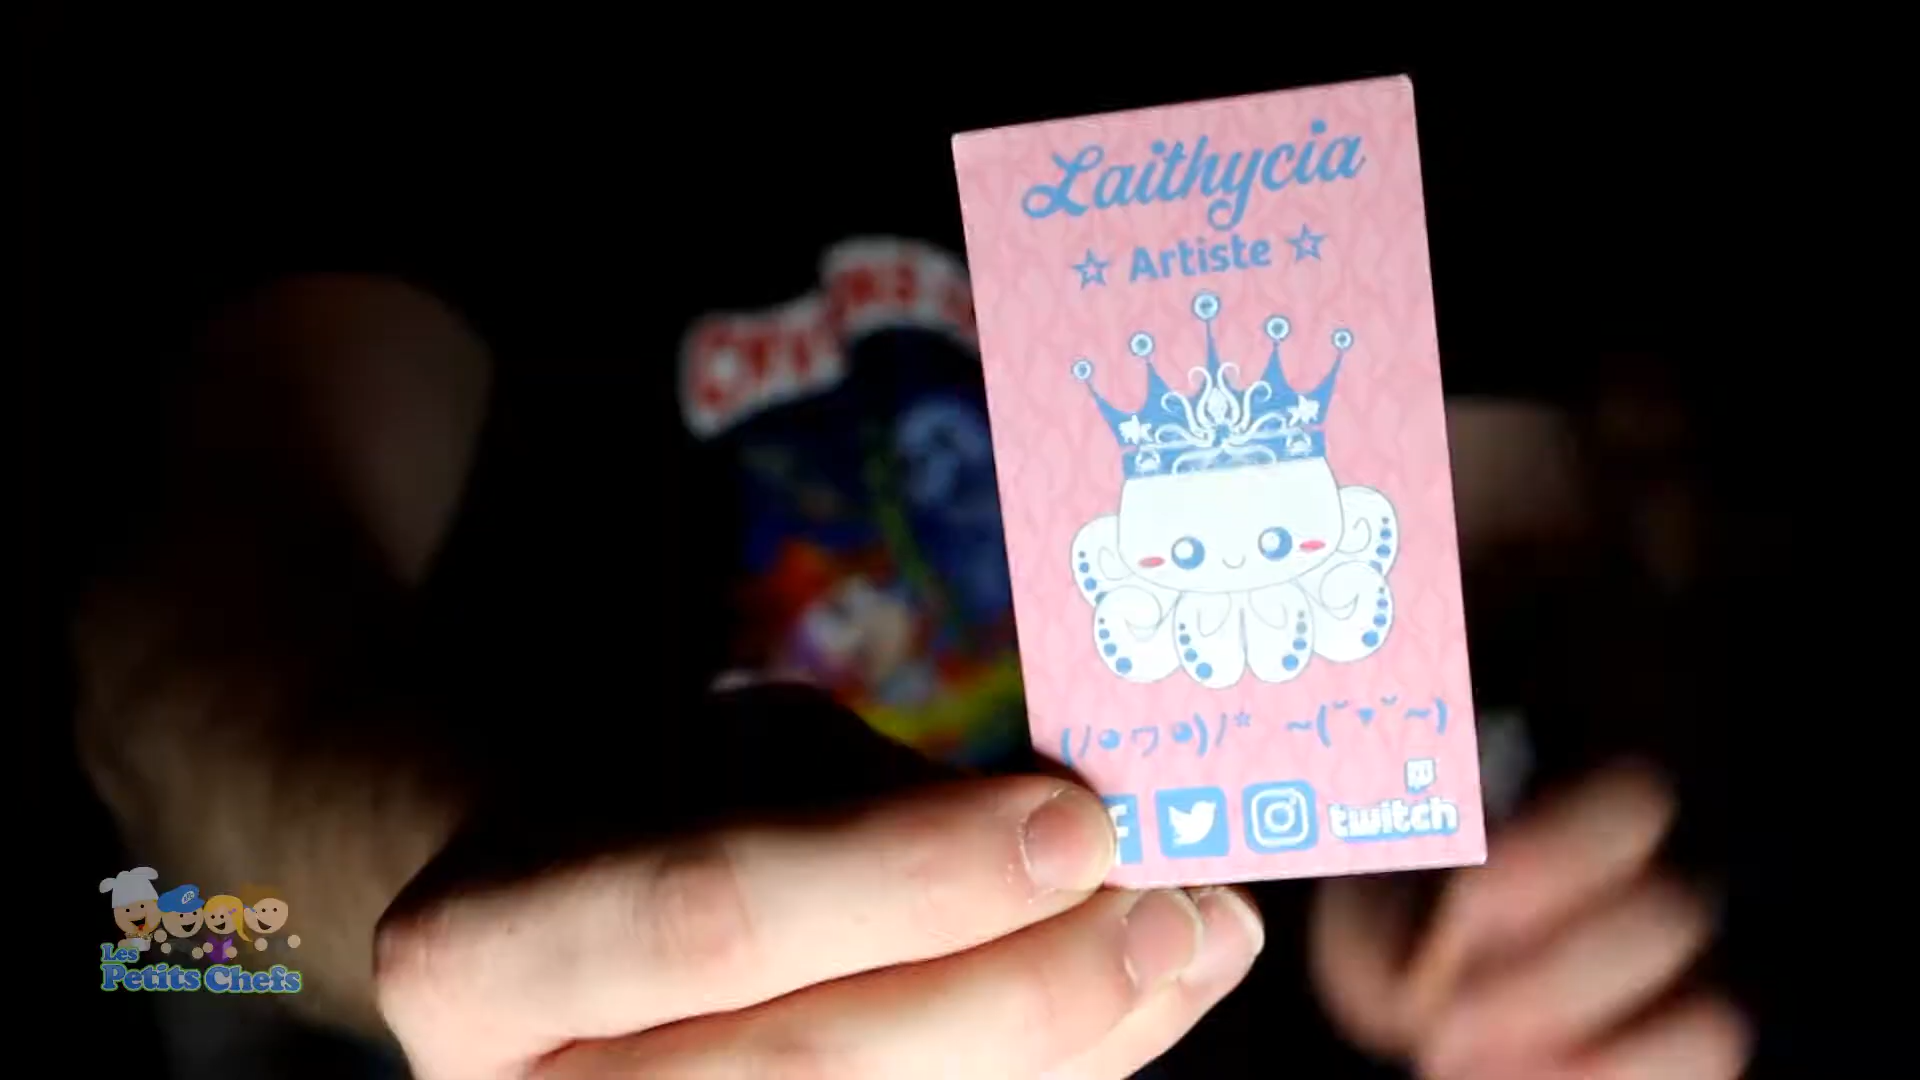 Laithycia
☆ Artiste ☆
twitch
Les
Petits Chefs